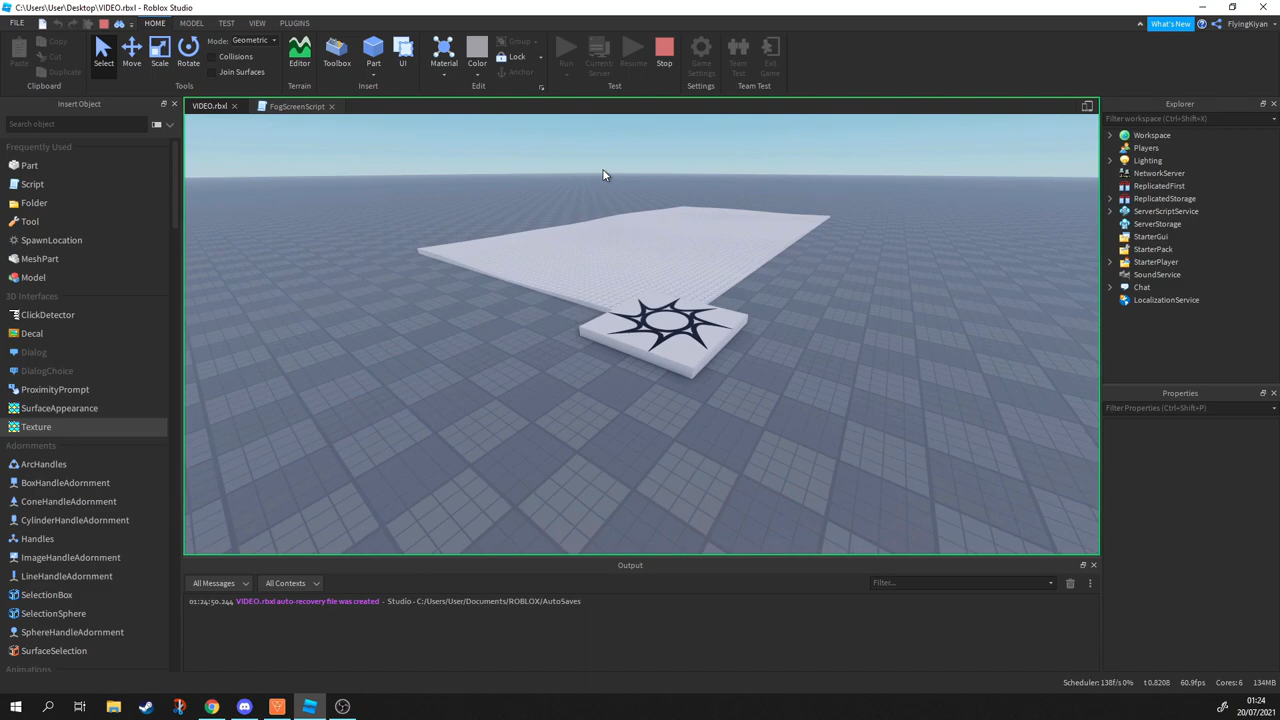 C:\Users\User\Desktop\VIDEO.rbxl - Roblox Studio
FILE HOME MODEL TEST VIEW PLUGINS What's New FlyingKiyan
Paste Copy Cut Duplicate Select Move Scale Rotate Mode: Geometric Collisions Join Surfaces Editor Toolbox Part UI Material Color Group Lock Anchor Run Current: Server Resume Stop Game Settings Team Test Exit Game
Clipboard Tools Terrain Insert Edit Test Settings Team Test
Insert Object
Search object
Frequently Used
Part
Script
Folder
Tool
SpawnLocation
MeshPart
Model
3D Interfaces
ClickDetector
Decal
Dialog
DialogChoice
ProximityPrompt
SurfaceAppearance
Texture
Adornments
ArcHandles
BoxHandleAdornment
ConeHandleAdornment
CylinderHandleAdornment
Handles
ImageHandleAdornment
LineHandleAdornment
SelectionBox
SelectionSphere
SphereHandleAdornment
SurfaceSelection
Animations
VIDEO.rbxl FogScreenScript
Output
All Messages All Contexts Filter...
01:24:50.244 VIDEO.rbxl auto-recovery file was created - Studio - C:/Users/User/Documents/ROBLOX/AutoSaves
Explorer
Filter workspace (Ctrl+Shift+X)
Workspace
Players
Lighting
NetworkServer
ReplicatedFirst
ReplicatedStorage
ServerScriptService
ServerStorage
StarterGui
StarterPack
StarterPlayer
SoundService
Chat
LocalizationService
Properties
Filter Properties (Ctrl+Shift+P)
Scheduler: 138f/s 0% t 0.8208 60.9fps Cores: 6 134MB
01:24
20/07/2021